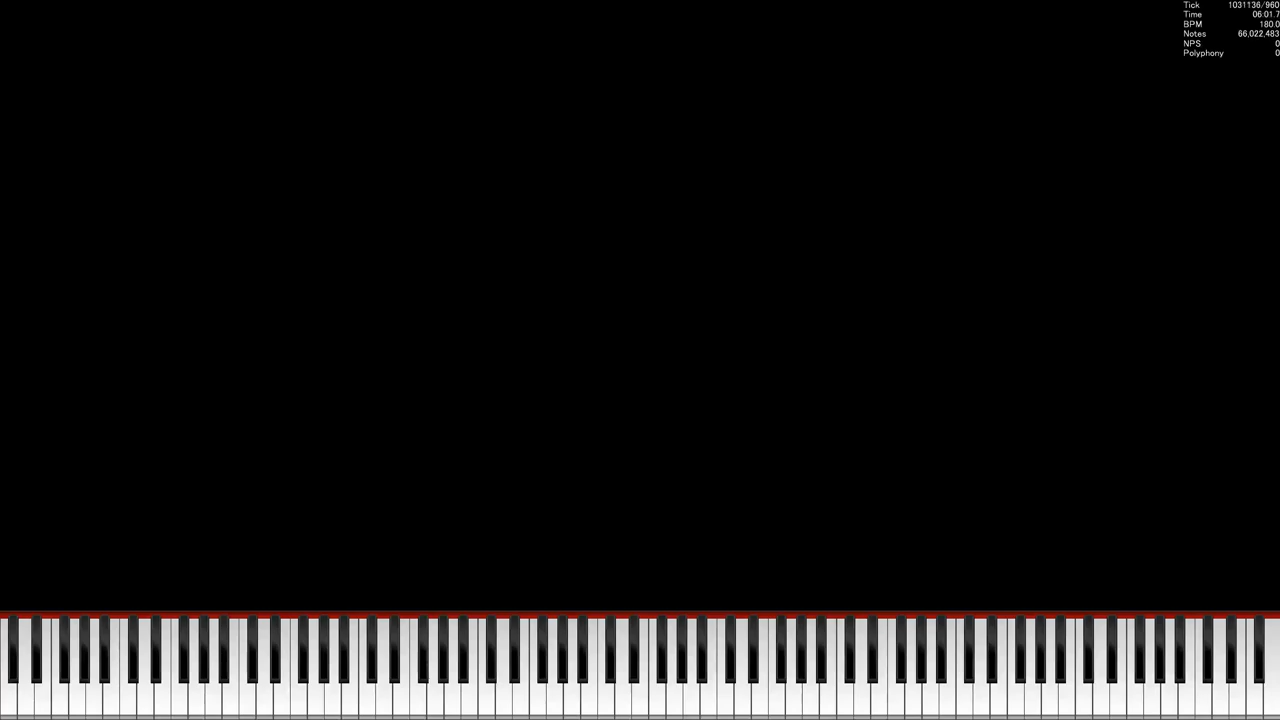 Tick 1031136/960
Time 06:01.7
BPM 180.0
Notes 66,022,483
NPS 0
Polyphony 0